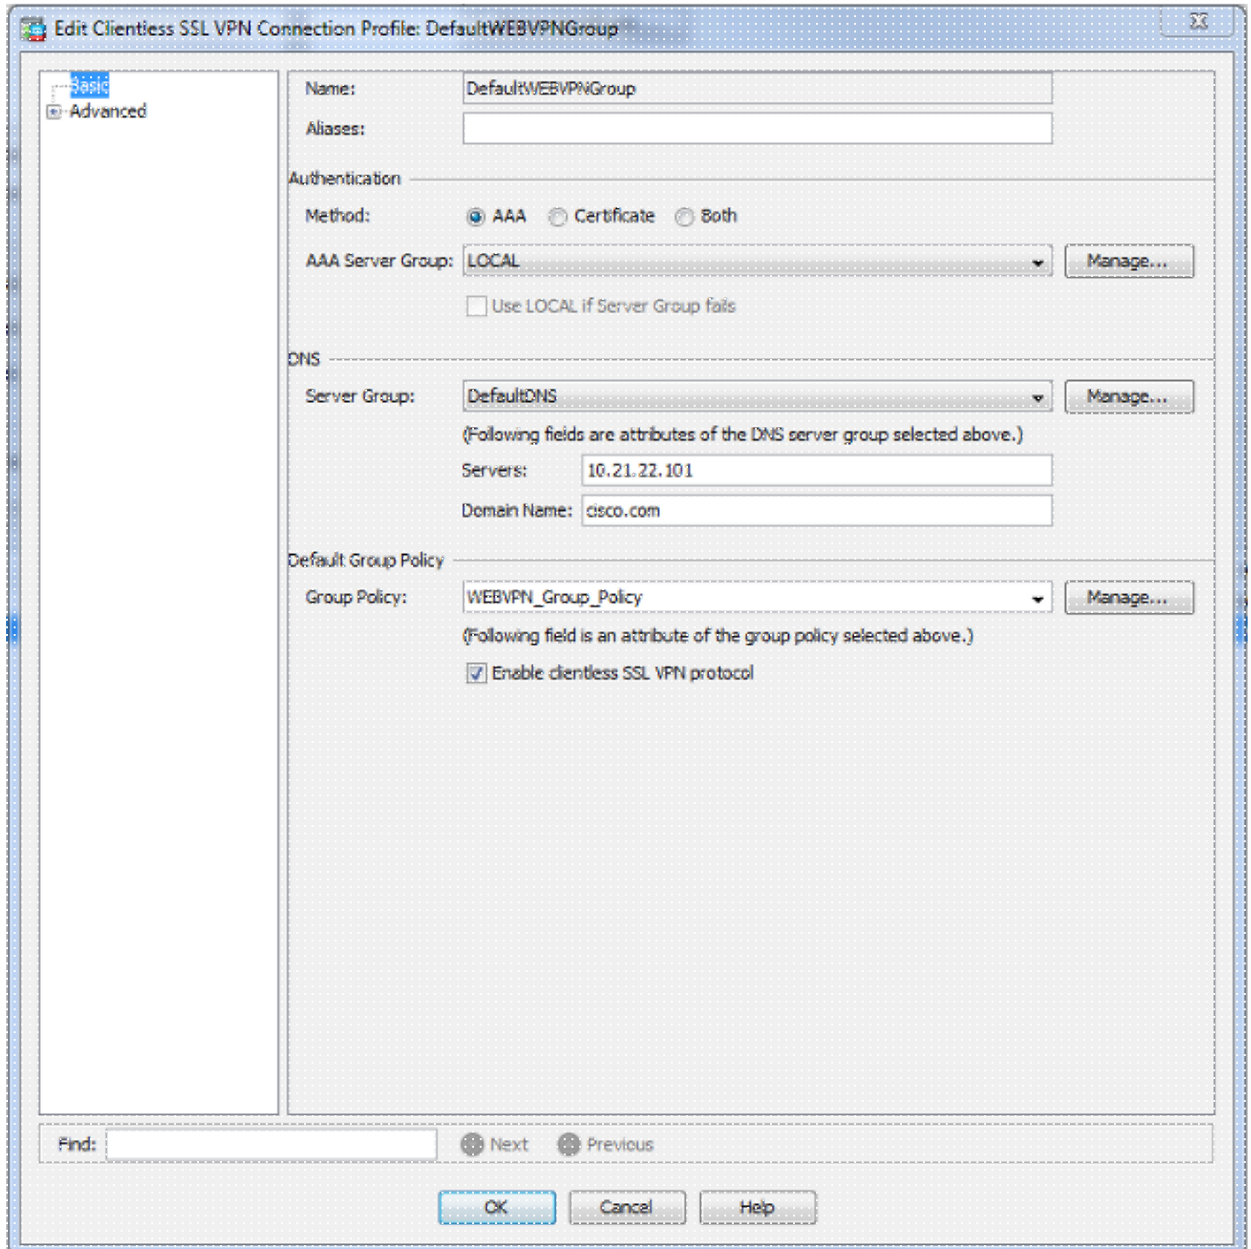 Edit Clientless SSL VPN Connection Profile: DefaultWEBVPNGroup
Basic
Advanced
Name: DefaultWEBVPNGroup
Aliases:
Authentication
Method: AAA Certificate Both
AAA Server Group: LOCAL Manage...
Use LOCAL if Server Group fails
DNS
Server Group: DefaultDNS Manage...
(Following fields are attributes of the DNS server group selected above.)
Servers: 10.21.22.101
Domain Name: cisco.com
Default Group Policy
Group Policy: WEBVPN_Group_Policy Manage...
(Following field is an attribute of the group policy selected above.)
Enable clientless SSL VPN protocol
Find: Next Previous
OK Cancel Help